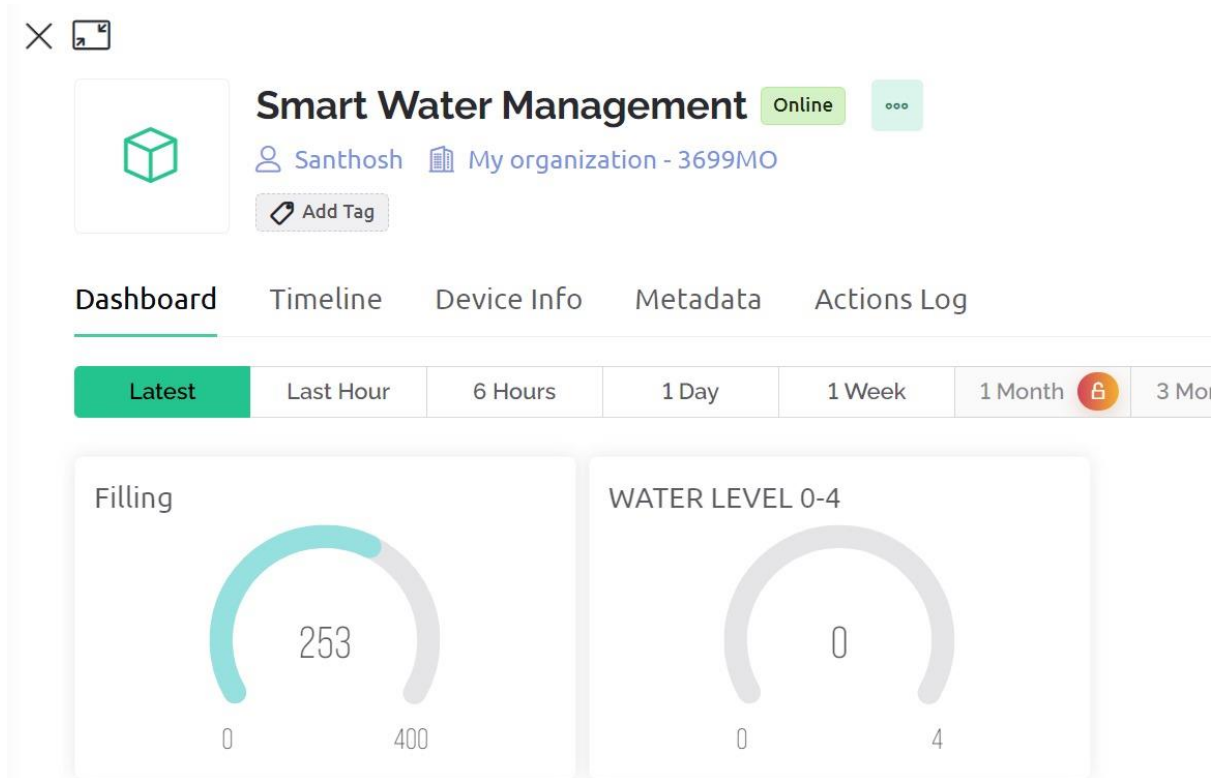 Smart Water Management Online
Santhosh My organization - 3699MO
Add Tag
Dashboard Timeline Device Info Metadata Actions Log
Latest Last Hour 6 Hours 1 Day 1 Week 1 Month 3 Mo
Filling
253
0 400
WATER LEVEL 0-4
0
0 4